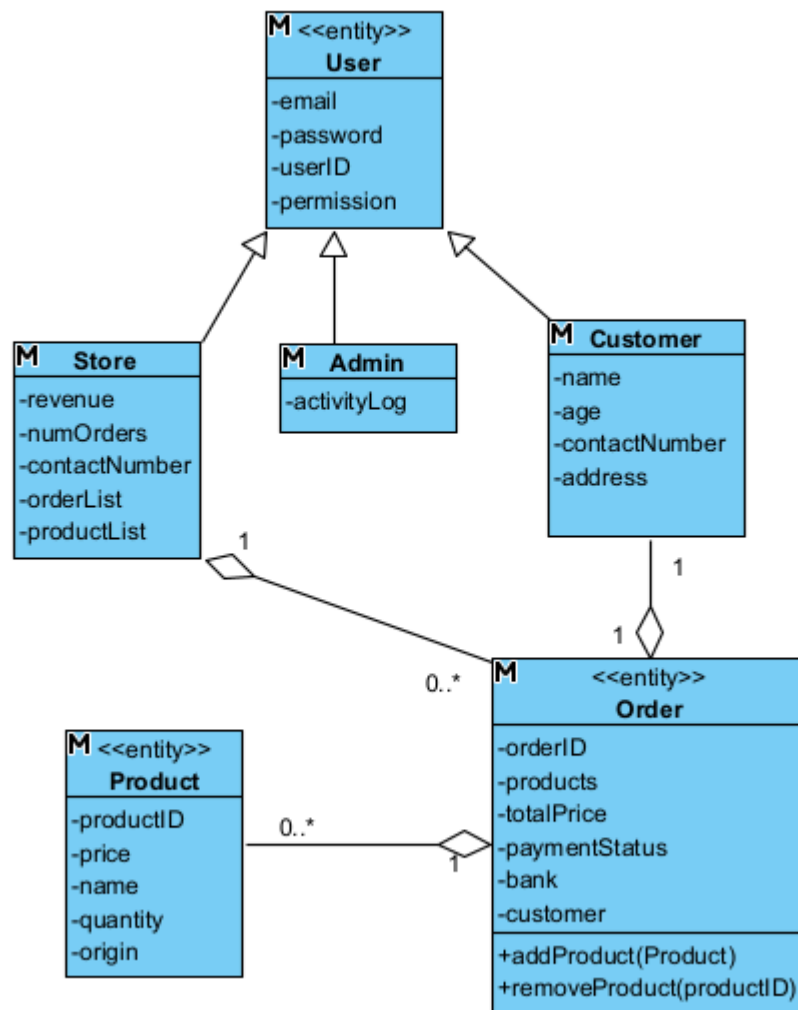 M <<entity>>
User
-email
-password
-userID
-permission
M Store
-revenue
-numOrders
-contactNumber
-orderList
-productList
M Admin
-activityLog
M Customer
-name
-age
-contactNumber
-address
1
0..*
1
1
M <<entity>>
Product
-productID
-price
-name
-quantity
-origin
0..*
1
M <<entity>>
Order
-orderID
-products
-totalPrice
-paymentStatus
-bank
-customer
+addProduct(Product)
+removeProduct(productID)